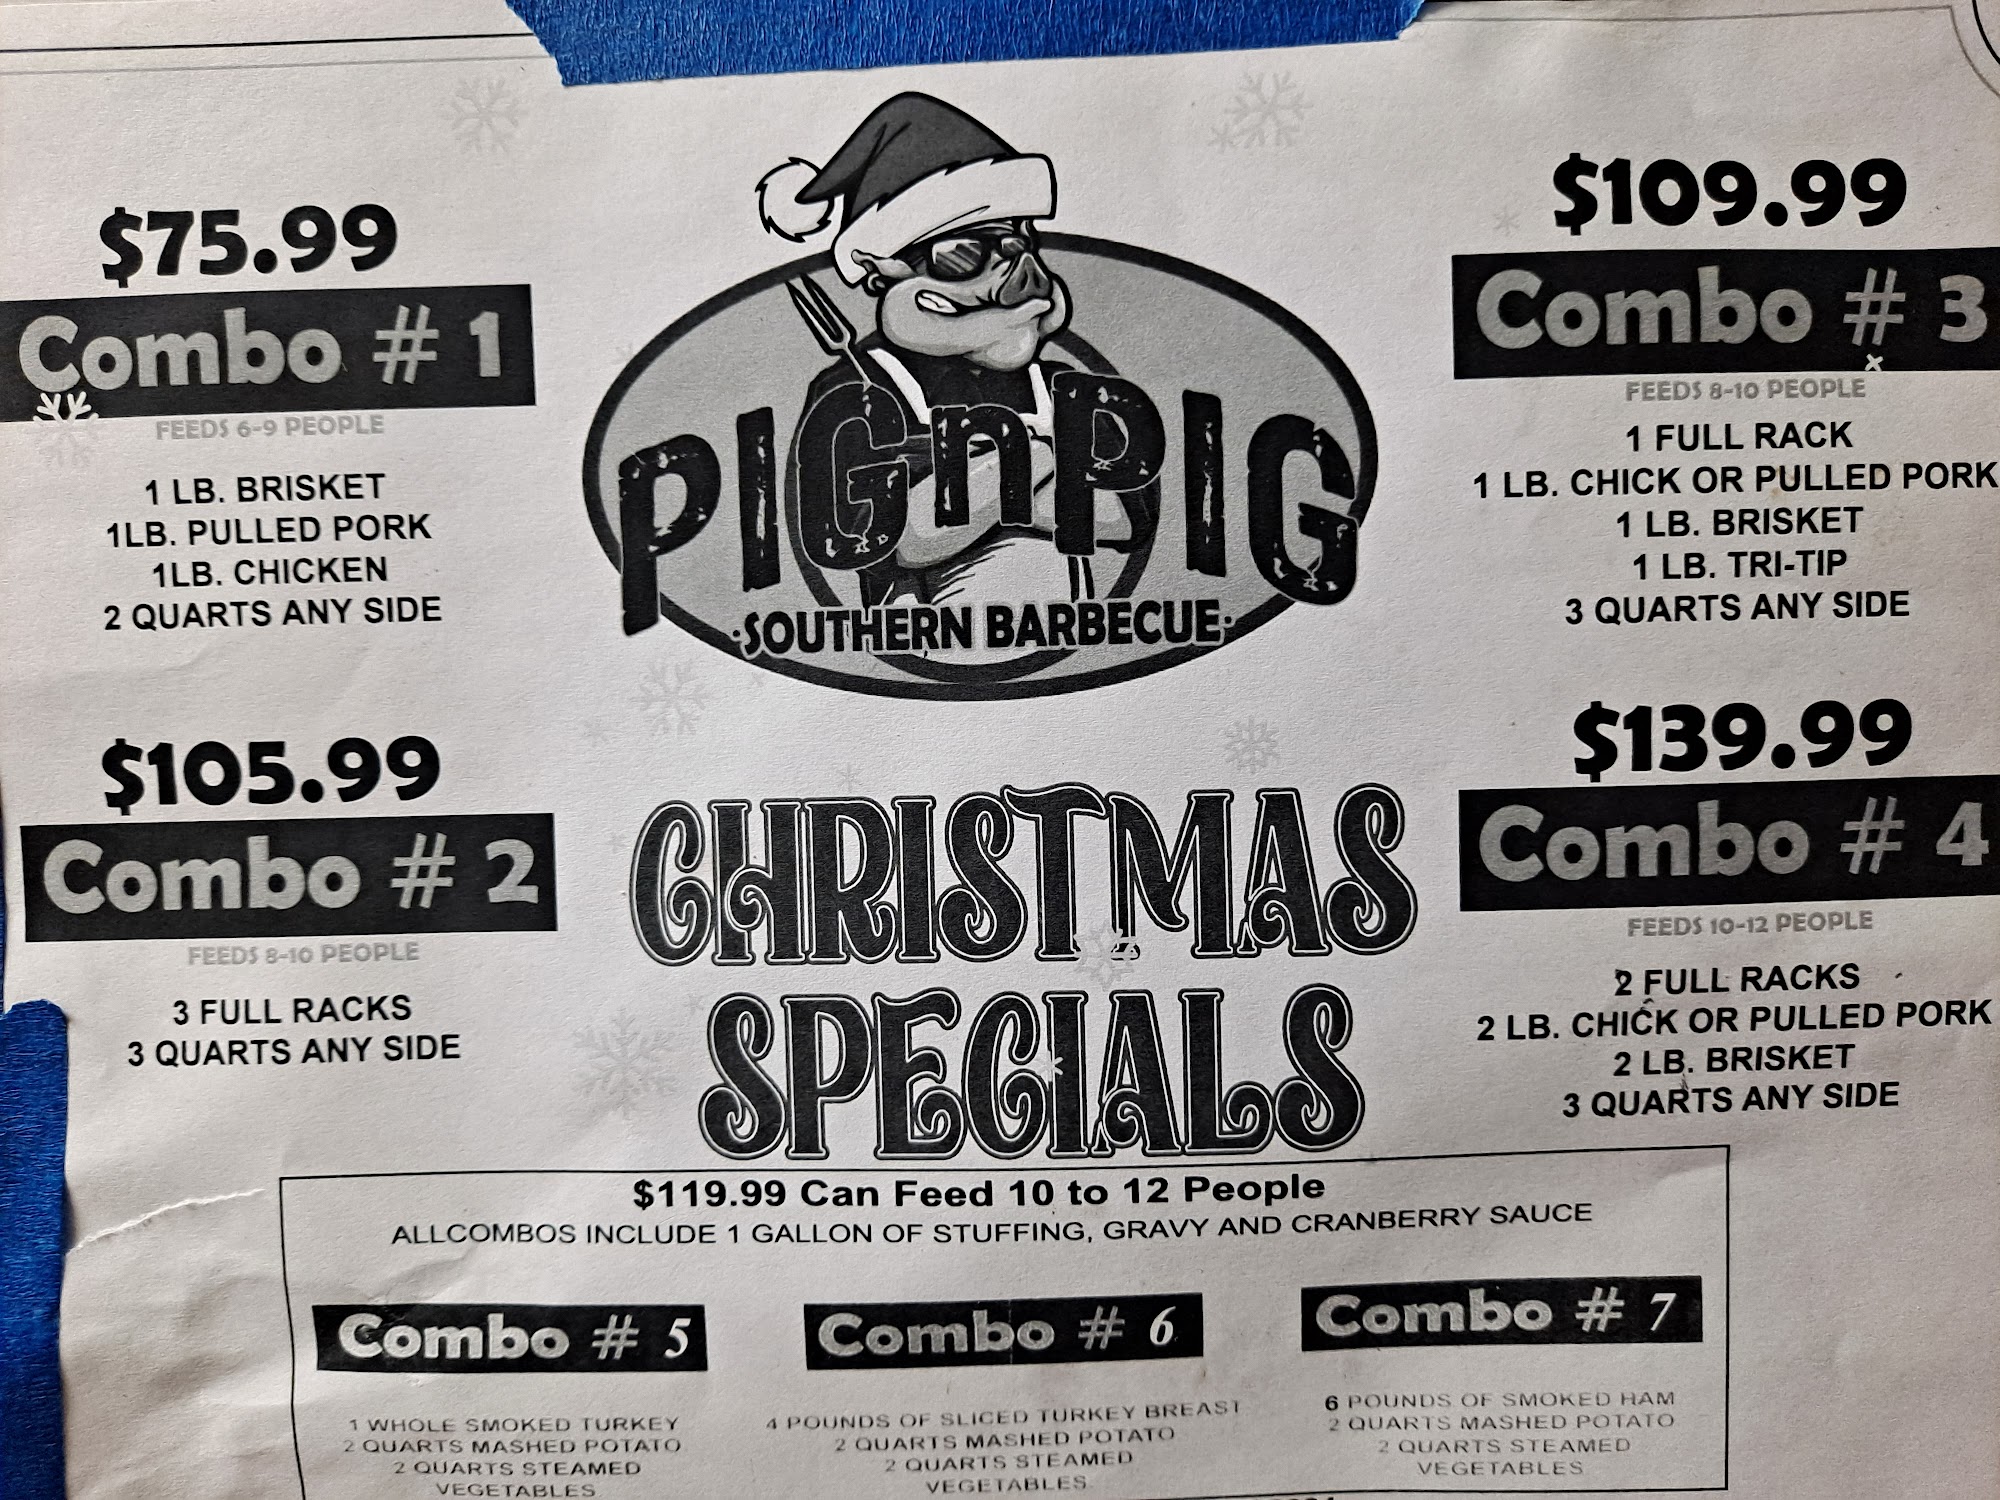 $75.99
Combo # 1
FEEDS 6-9 PEOPLE
1 LB. BRISKET
1LB. PULLED PORK
1LB. CHICKEN
2 QUARTS ANY SIDE
$105.99
Combo # 2
FEEDS 8-10 PEOPLE
3 FULL RACKS
3 QUARTS ANY SIDE
PIGnPIG
·SOUTHERN BARBECUE·
CHRISTMAS
SPECIALS
$109.99
Combo # 3
FEEDS 8-10 PEOPLE
1 FULL RACK
1 LB. CHICK OR PULLED PORK
1 LB. BRISKET
1 LB. TRI-TIP
3 QUARTS ANY SIDE
$139.99
Combo # 4
FEEDS 10-12 PEOPLE
2 FULL RACKS
2 LB. CHICK OR PULLED PORK
2 LB. BRISKET
3 QUARTS ANY SIDE
$119.99 Can Feed 10 to 12 People
ALLCOMBOS INCLUDE 1 GALLON OF STUFFING, GRAVY AND CRANBERRY SAUCE
Combo # 5
1 WHOLE SMOKED TURKEY
2 QUARTS MASHED POTATO
2 QUARTS STEAMED
VEGETABLES
Combo # 6
4 POUNDS OF SLICED TURKEY BREAST
2 QUARTS MASHED POTATO
2 QUARTS STEAMED
VEGETABLES
Combo # 7
6 POUNDS OF SMOKED HAM
2 QUARTS MASHED POTATO
2 QUARTS STEAMED
VEGETABLES